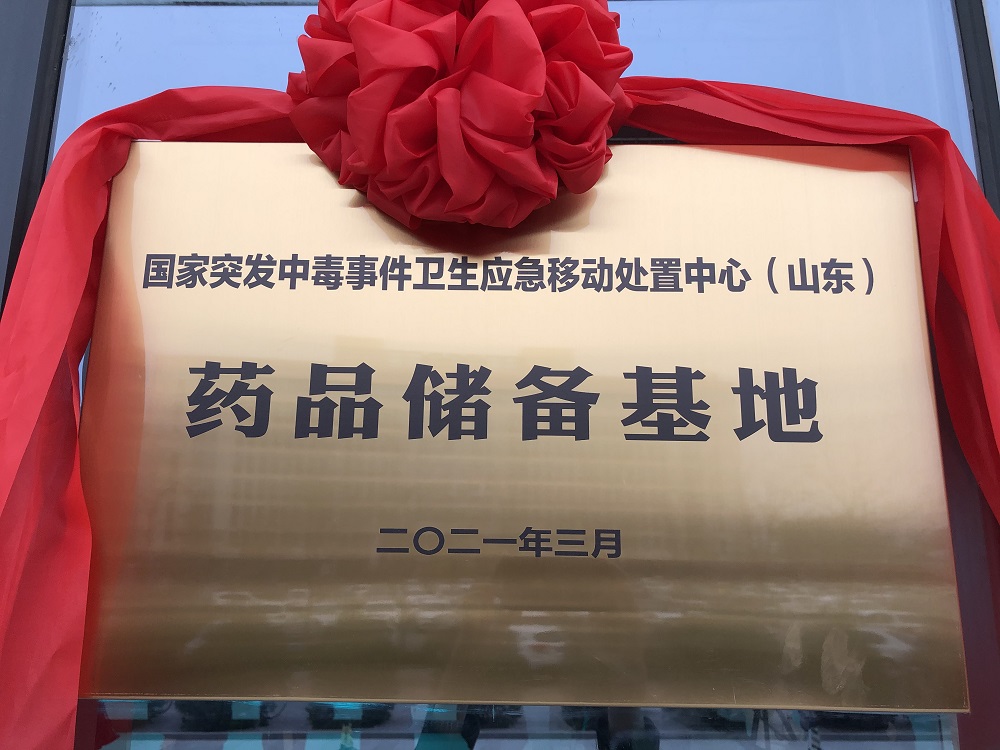 国家突发中毒事件卫生应急移动处置中心（山东）
药品储备基地
二〇二一年三月